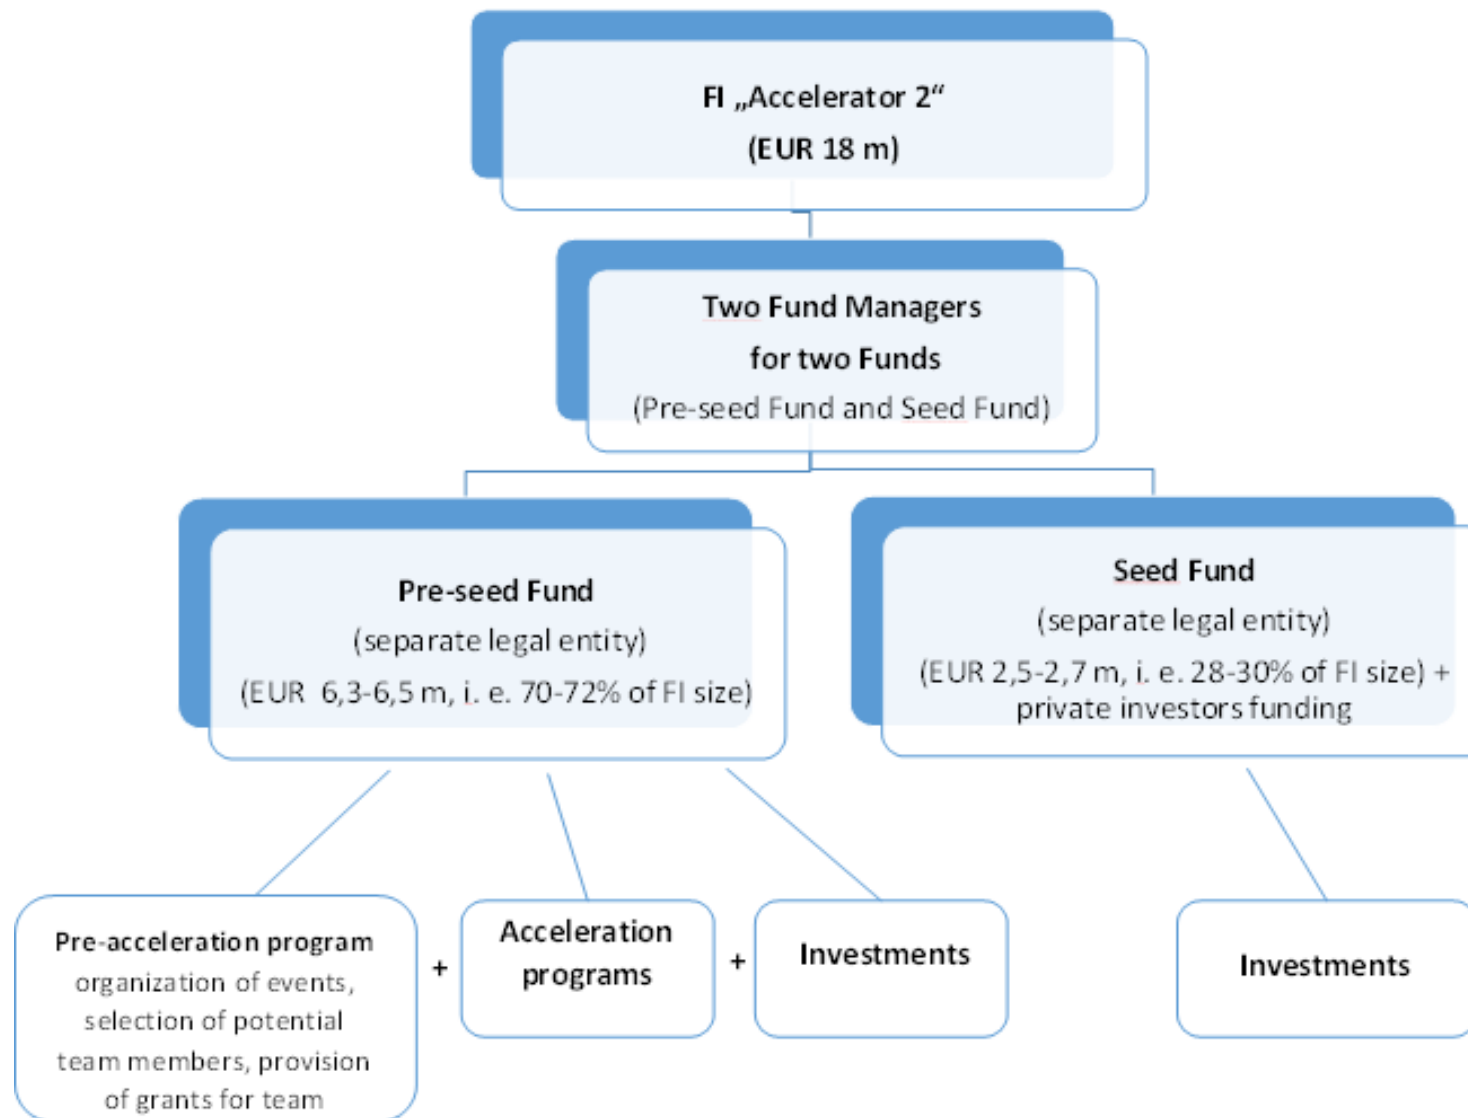 FI „Accelerator 2“
(EUR 18 m)
Two Fund Managers
for two Funds
(Pre-seed Fund and Seed Fund)
Pre-seed Fund
(separate legal entity)
(EUR 6,3-6,5 m, i. e. 70-72% of FI size)
Seed Fund
(separate legal entity)
(EUR 2,5-2,7 m, i. e. 28-30% of FI size) +
private investors funding
Pre-acceleration program
organization of events,
selection of potential
team members, provision
of grants for team
+
Acceleration
programs
+
Investments
Investments